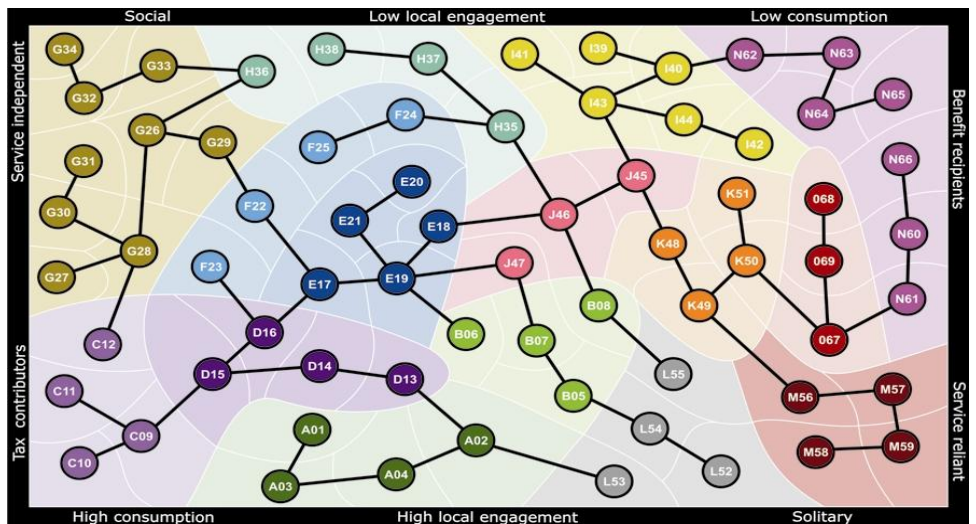 Social
Low local engagement
Low consumption
Service independent
Tax contributors
Benefit recipients
Service reliant
High consumption
High local engagement
Solitary
G34
G33
G32
H36
H38
H37
I41
I39
I40
N62
N63
G26
G29
F24
F25
H35
I43
I44
I42
N64
N65
G31
G30
G28
G27
F22
F23
E20
E21
E18
E19
E17
J45
J46
J47
K51
K48
K50
K49
068
069
067
N66
N60
N61
C12
D16
D15
D14
D13
B06
B07
B08
B05
L55
C11
C09
C10
A01
A02
A03
A04
L54
L52
L53
M56
M57
M58
M59